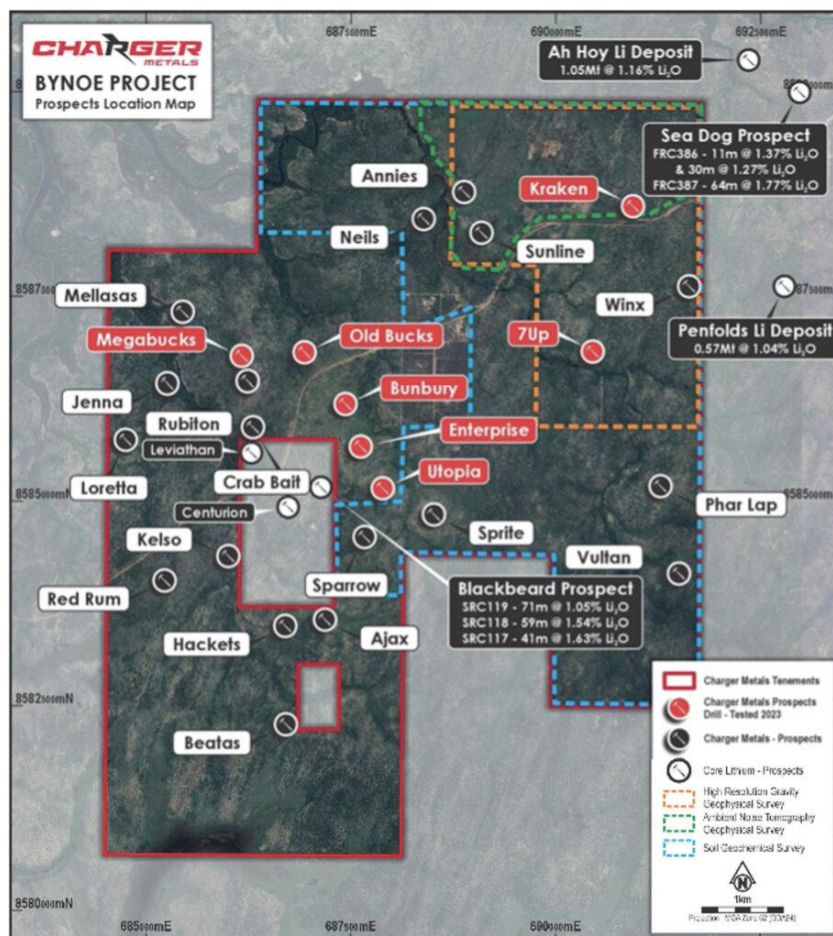 687500mE
690000mE
692500mE
CHARGER
METALS
BYNOE PROJECT
Prospects Location Map
Ah Hoy Li Deposit
1.05Mt @ 1.16% Li₂O
Sea Dog Prospect
FRC386 - 11m @ 1.37% Li₂O
& 30m @ 1.27% Li₂O
FRC387 - 64m @ 1.77% Li₂O
Annies
Kraken
Neils
Sunline
8587500mN
Mellasas
Winx
Megabucks
Old Bucks
7Up
Penfolds Li Deposit
0.57Mt @ 1.04% Li₂O
Jenna
Bunbury
Rubiton
Enterprise
Leviathan
Loretta
Crab Bait
Utopia
8585000mN
8585000mN
Centurion
Phar Lap
Kelso
Sprite
Vultan
Red Rum
Sparrow
Blackbeard Prospect
SRC119 - 71m @ 1.05% Li₂O
SRC118 - 59m @ 1.54% Li₂O
SRC117 - 41m @ 1.63% Li₂O
Hackets
Ajax
8582500mN
Beatas
Charger Metals Tenements
Charger Metals Prospects
Drill - Tested 2023
Charger Metals - Prospects
Core Lithium - Prospects
High Resolution Gravity
Geophysical Survey
Ambient Noise Tomography
Geophysical Survey
Soil Geochemical Survey
N
1km
8580000mN
685000mE
687500mE
690000mE